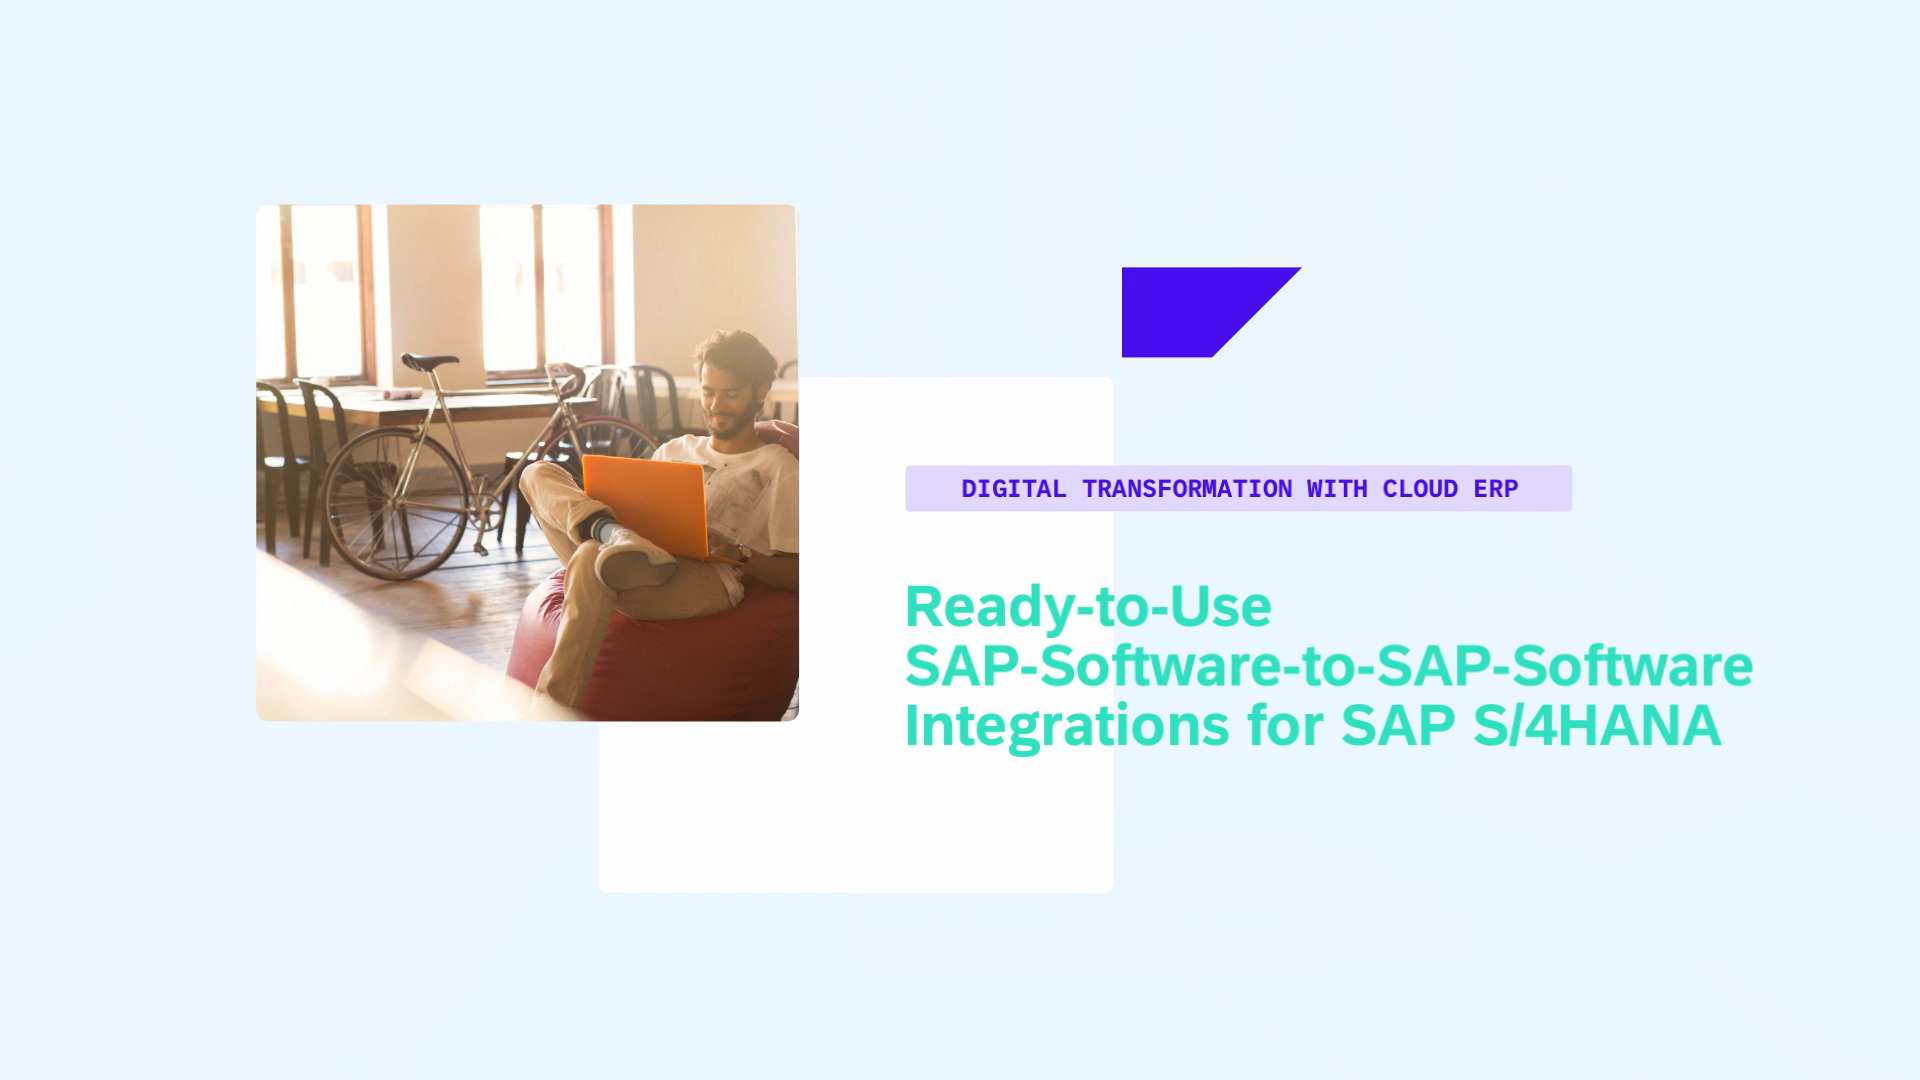 DIGITAL TRANSFORMATION WITH CLOUD ERP
Ready-to-Use
SAP-Software-to-SAP-Software
Integrations for SAP S/4HANA